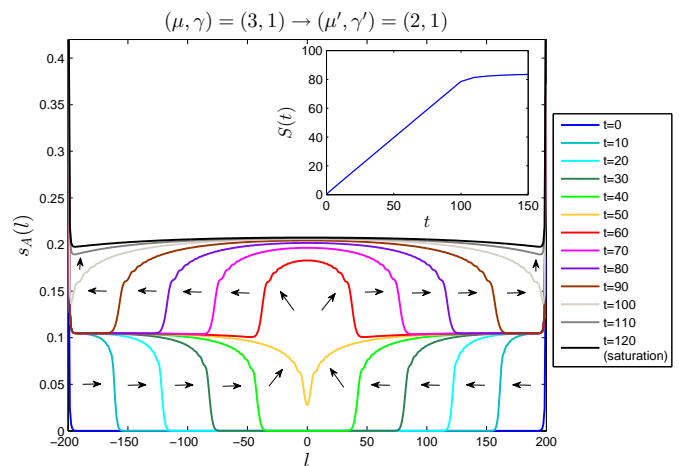 (μ, γ) = (3, 1) → (μ′, γ′) = (2, 1)
s_A(l)
0.4
0.35
0.3
0.25
0.2
0.15
0.1
0.05
0
−200
−150
−100
−50
0
50
100
150
200
l
S(t)
100
80
60
40
20
0
0
50
100
150
t
t=0
t=10
t=20
t=30
t=40
t=50
t=60
t=70
t=80
t=90
t=100
t=110
t=120
(saturation)